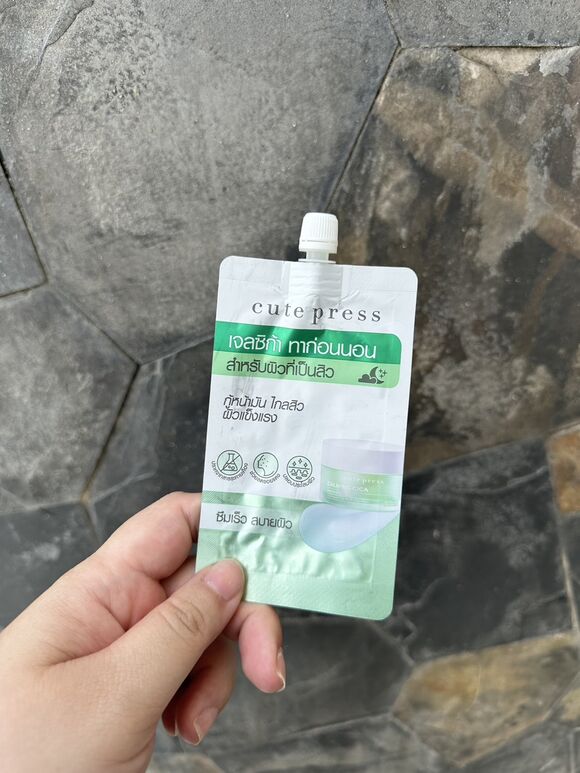 cute press
เจลซิก้า ทาก่อนนอน
สำหรับผิวที่เป็นสิว
กู้หน้ามัน ไกลสิว
ผิวแข็งแรง
cute press
CICA
ซึมเร็ว สบายผิว